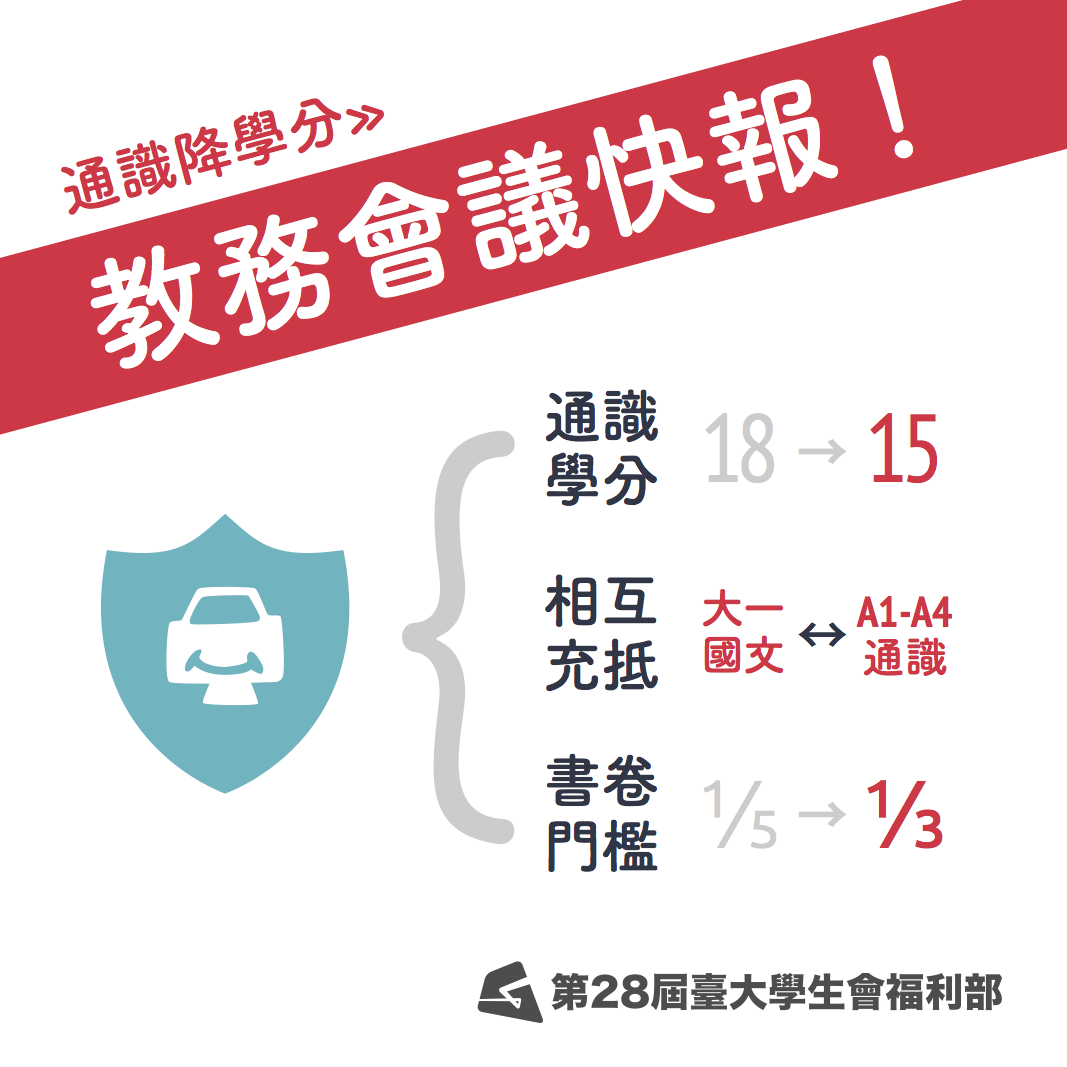 通識降學分»
教務會議快報！
通識
學分
18 → 15
相互
充抵
大一
國文
↔
A1-A4
通識
書卷
門檻
⅕ → ⅓
第28屆臺大學生會福利部